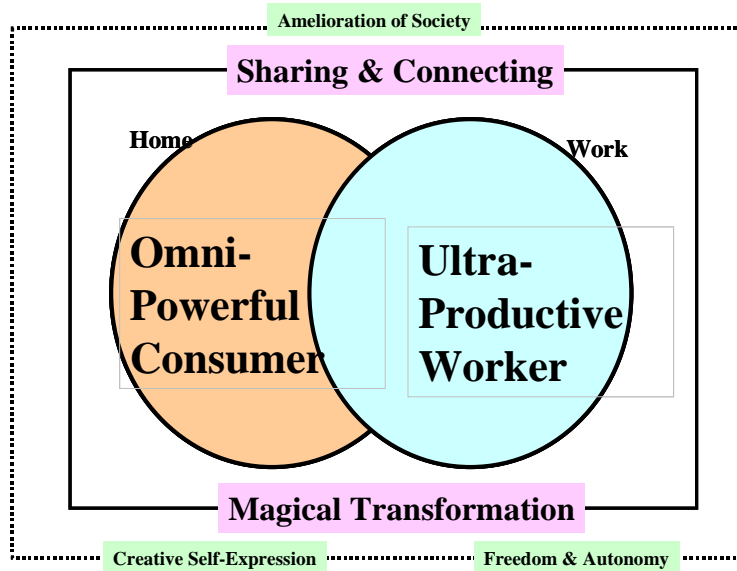 Amelioration of Society
Sharing & Connecting
Home
Work
Omni-
Powerful
Consumer
Ultra-
Productive
Worker
Magical Transformation
Creative Self-Expression
Freedom & Autonomy